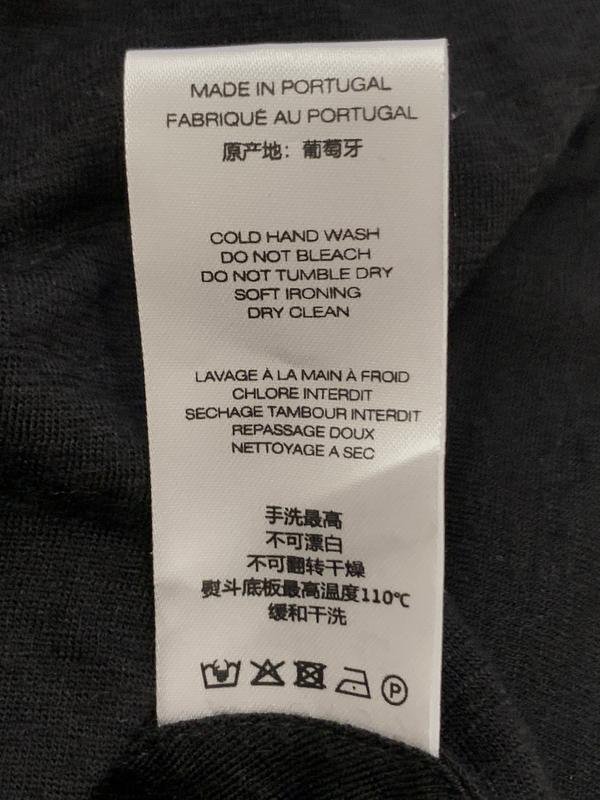 MADE IN PORTUGAL
FABRIQUÉ AU PORTUGAL
原产地：葡萄牙
COLD HAND WASH
DO NOT BLEACH
DO NOT TUMBLE DRY
SOFT IRONING
DRY CLEAN
LAVAGE À LA MAIN À FROID
CHLORE INTERDIT
SECHAGE TAMBOUR INTERDIT
REPASSAGE DOUX
NETTOYAGE A SEC
手洗最高
不可漂白
不可翻转干燥
熨斗底板最高温度110℃
缓和干洗
P